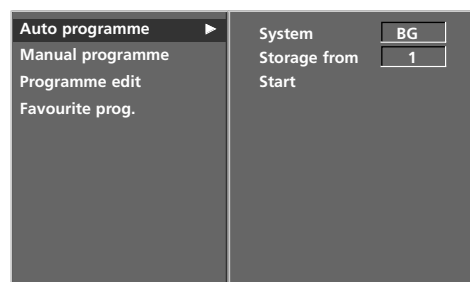 Auto programme ►
Manual programme
Programme edit
Favourite prog.
System BG
Storage from 1
Start